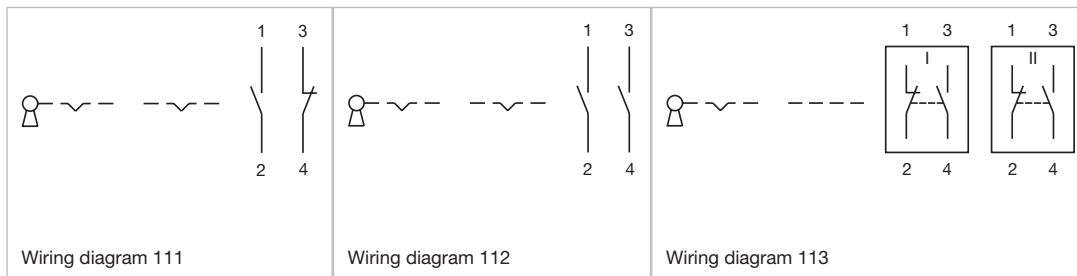 1 3
2 4
Wiring diagram 111
1 3
2 4
Wiring diagram 112
1 3 1 3
I II
2 4 2 4
Wiring diagram 113